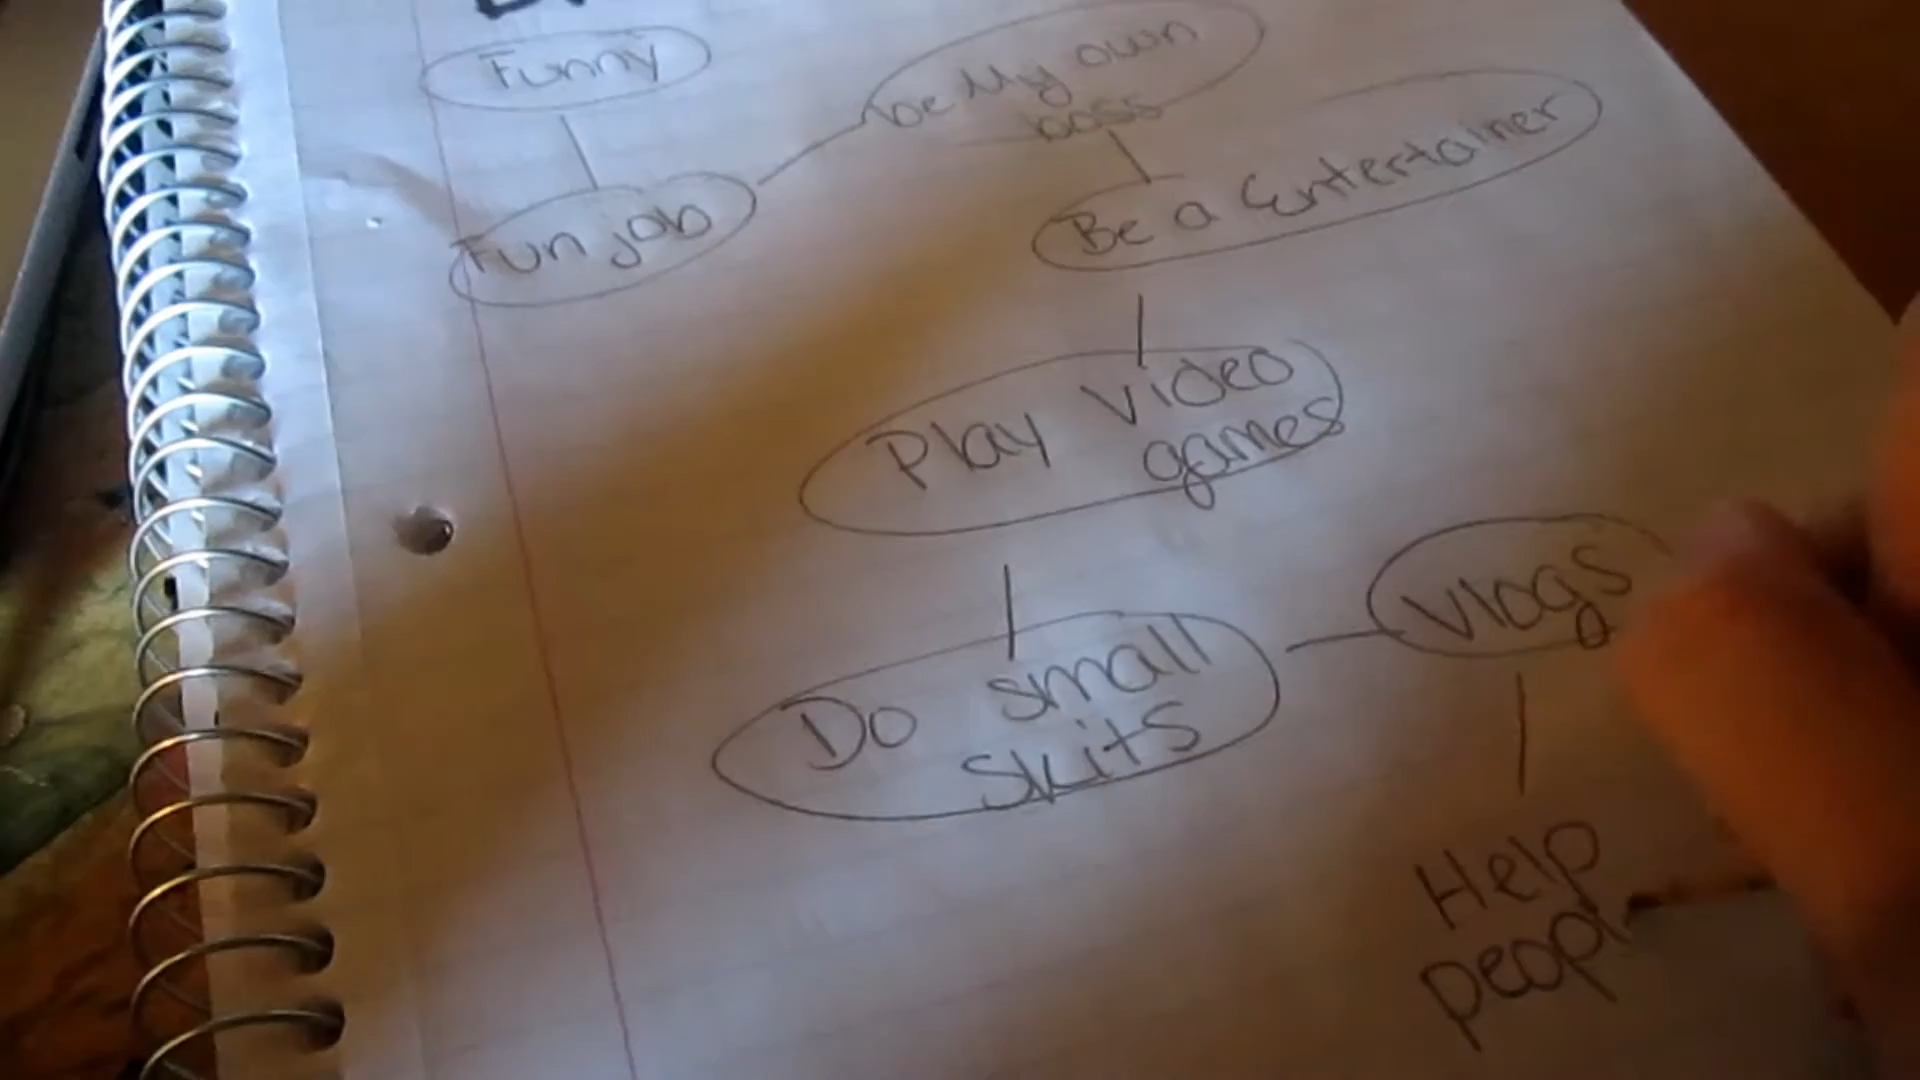 Funny
be My own
boss
Fun job
Be a Entertainer
Play video
games
Do small
skits
Vlogs
Help
peopl